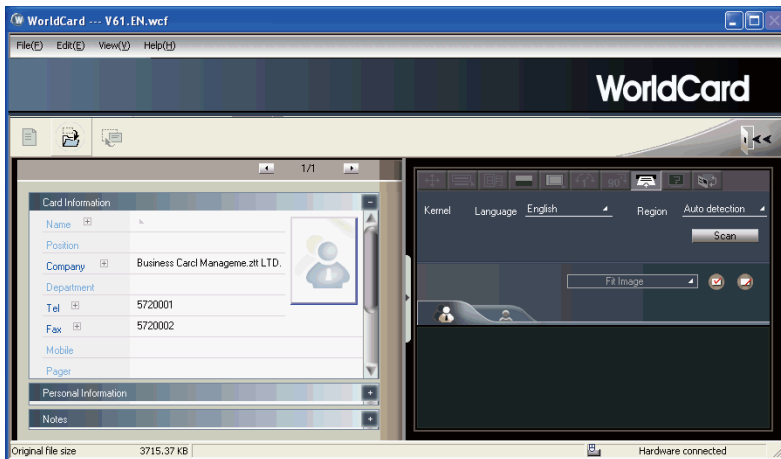 WorldCard --- V61.EN.wcf
File(F) Edit(E) View(V) Help(H)
WorldCard
1/1
Card Information
Name
Position
Company Business Carcl Manageme.ztt LTD.
Department
Tel 5720001
Fax 5720002
Mobile
Pager
Personal Information
Notes
90°
Kernel Language English Region Auto detection
Scan
Fit Image
Original file size 3715.37 KB Hardware connected